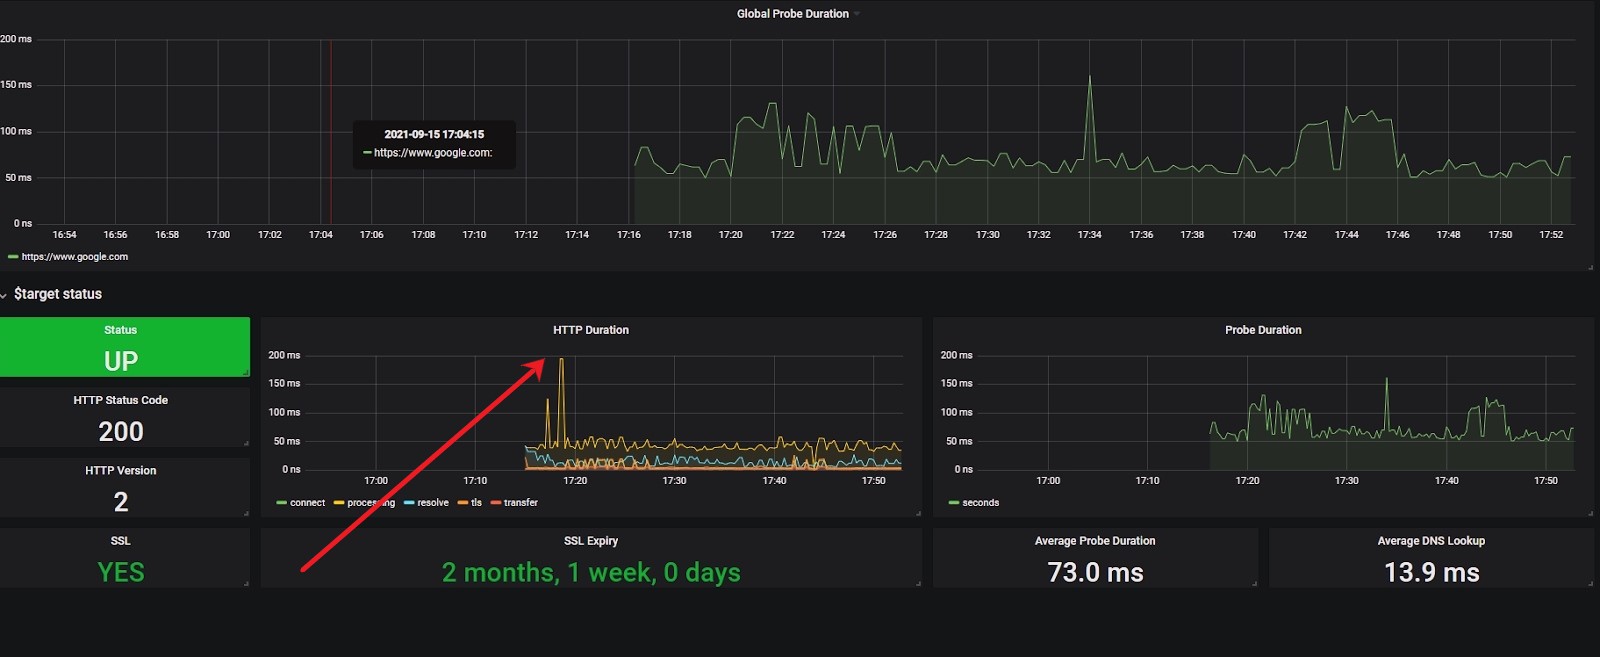 Global Probe Duration
200 ms
150 ms
100 ms
50 ms
0 ns
2021-09-15 17:04:15
https://www.google.com:
16:54 16:56 16:58 17:00 17:02 17:04 17:06 17:08 17:10 17:12 17:14 17:16 17:18 17:20 17:22 17:24 17:26 17:28 17:30 17:32 17:34 17:36 17:38 17:40 17:42 17:44 17:46 17:48 17:50 17:52
https://www.google.com
$target status
Status
UP
HTTP Status Code
200
HTTP Version
2
SSL
YES
HTTP Duration
200 ms
150 ms
100 ms
50 ms
0 ns
17:00 17:10 17:20 17:30 17:40 17:50
connect processing resolve tls transfer
Probe Duration
200 ms
150 ms
100 ms
50 ms
0 ns
17:00 17:10 17:20 17:30 17:40 17:50
seconds
SSL Expiry
2 months, 1 week, 0 days
Average Probe Duration
73.0 ms
Average DNS Lookup
13.9 ms